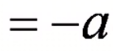 = −a